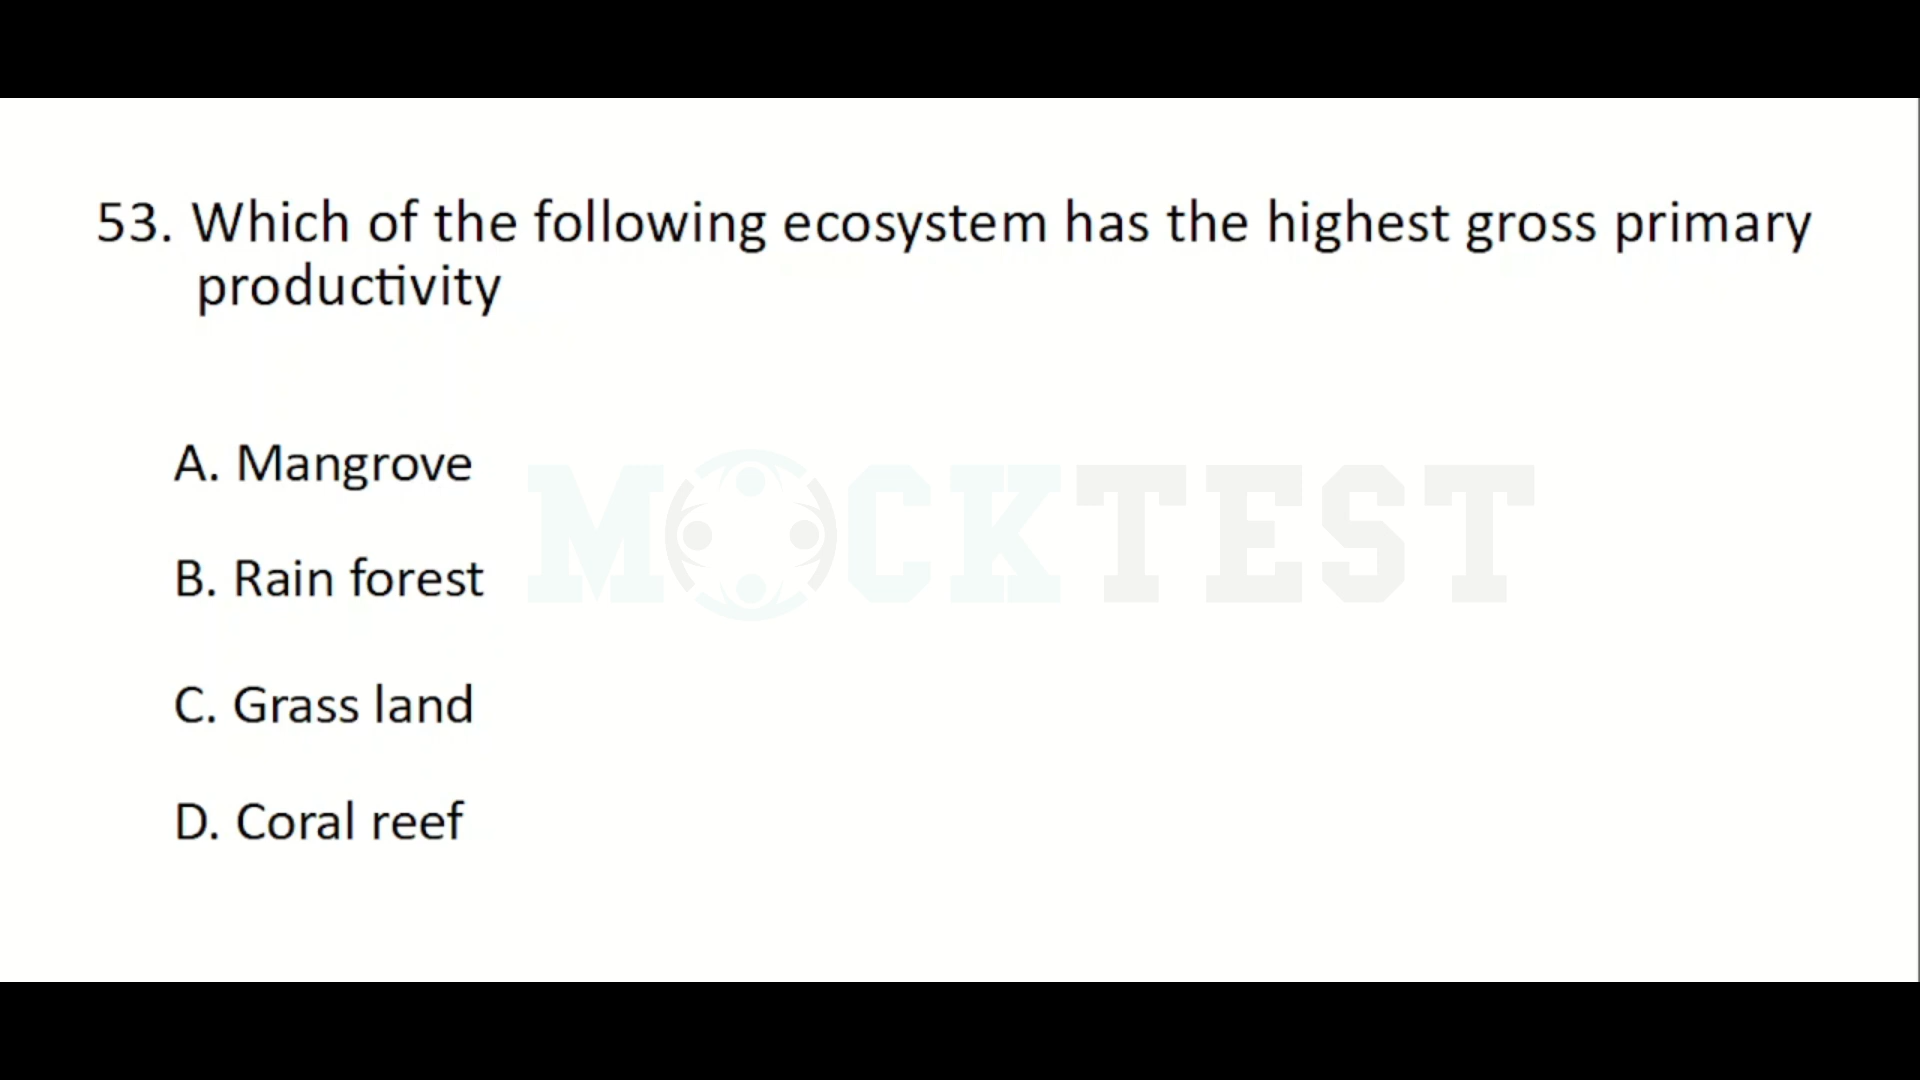 53. Which of the following ecosystem has the highest gross primary
productivity
A. Mangrove
B. Rain forest
C. Grass land
D. Coral reef
MOCKTEST